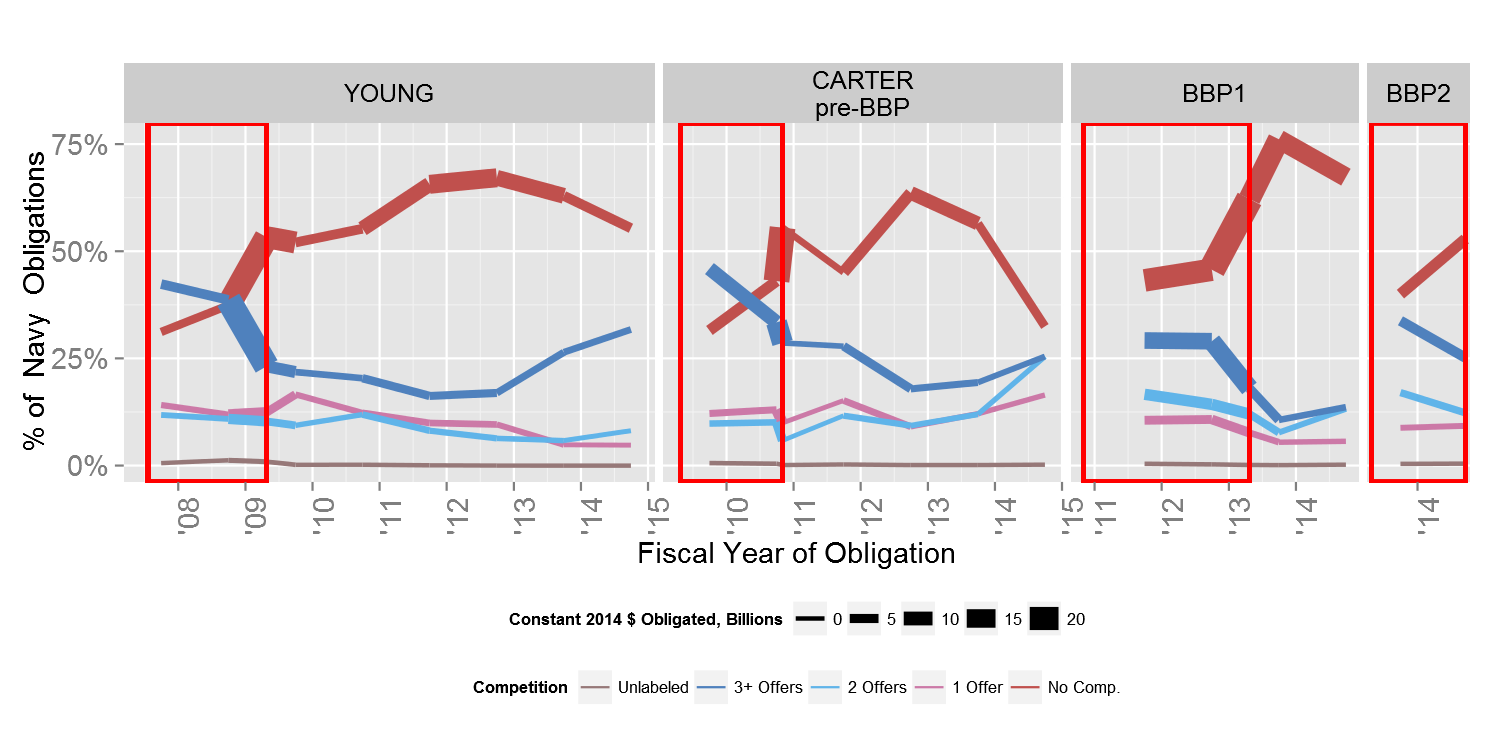 YOUNG
CARTER
pre-BBP
BBP1
BBP2
% of Navy Obligations
75%
50%
25%
0%
'08 '09 '10 '11 '12 '13 '14 '15
'10 '11 '12 '13 '14 '15
'11 '12 '13 '14
'14
Fiscal Year of Obligation
Constant 2014 $ Obligated, Billions 0 5 10 15 20
Competition Unlabeled 3+ Offers 2 Offers 1 Offer No Comp.